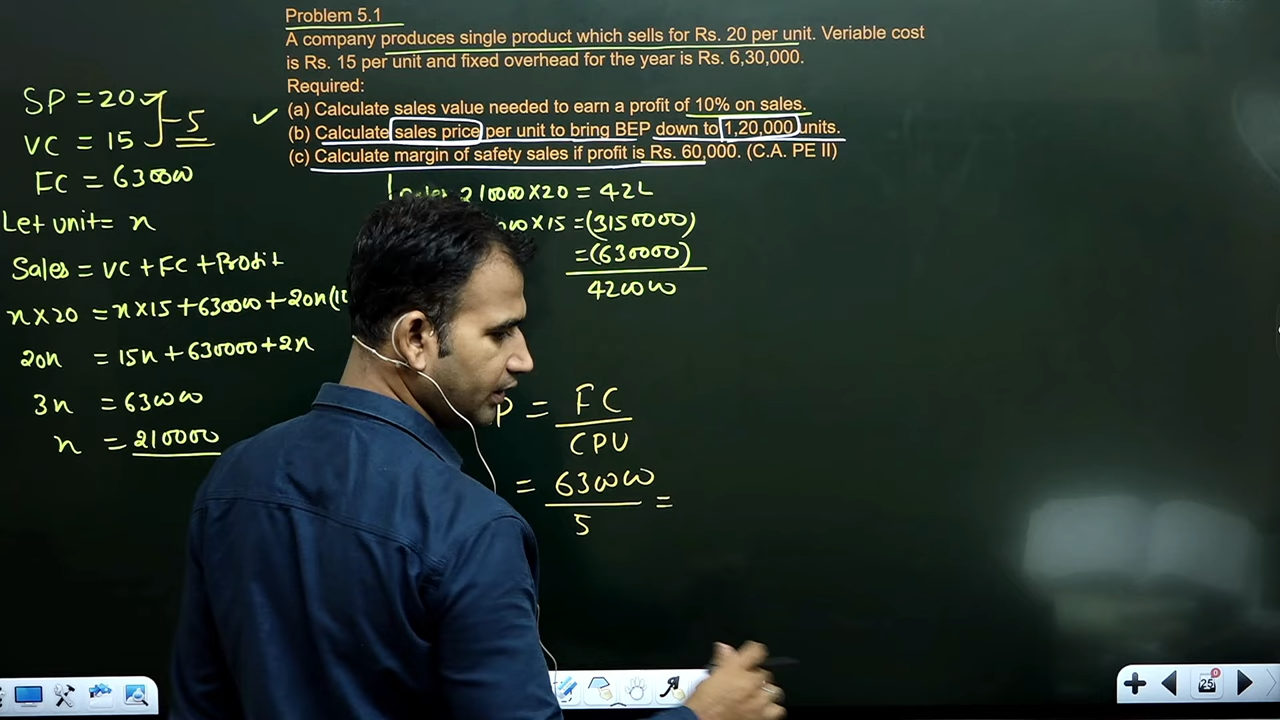 Problem 5.1
A company produces single product which sells for Rs. 20 per unit. Veriable cost
is Rs. 15 per unit and fixed overhead for the year is Rs. 6,30,000.
Required:
(a) Calculate sales value needed to earn a profit of 10% on sales.
(b) Calculate sales price per unit to bring BEP down to 1,20,000 units.
(c) Calculate margin of safety sales if profit is Rs. 60,000. (C.A. PE II)
SP = 20
VC = 15
5
FC = 630000
Let unit = n
Sales = VC + FC + Profit
n × 20 = n × 15 + 630000 + 20n (10
20n = 15n + 630000 + 2n
3n = 630000
n = 210000
210000 × 20 = 42L
× 15 = (3150000)
= (630000)
420000
P = FC
CPU
= 630000
5 =
25
0